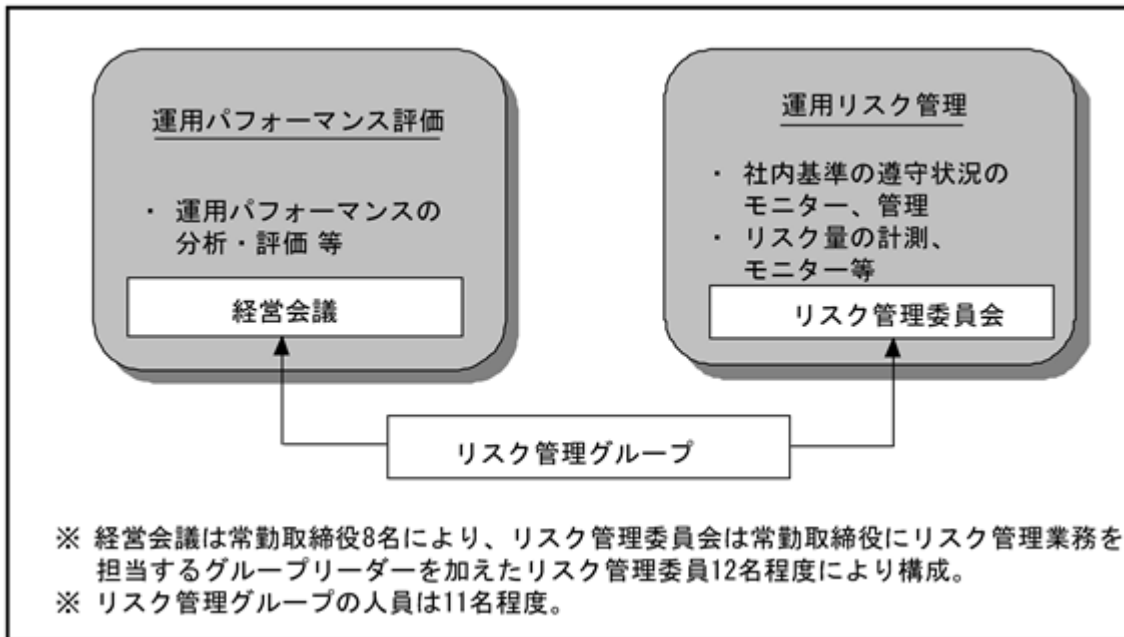 運用パフォーマンス評価
・ 運用パフォーマンスの
分析・評価 等
経営会議
運用リスク管理
・ 社内基準の遵守状況の
モニター、管理
・ リスク量の計測、
モニター等
リスク管理委員会
リスク管理グループ
※ 経営会議は常勤取締役8名により、リスク管理委員会は常勤取締役にリスク管理業務を
担当するグループリーダーを加えたリスク管理委員12名程度により構成。
※ リスク管理グループの人員は11名程度。